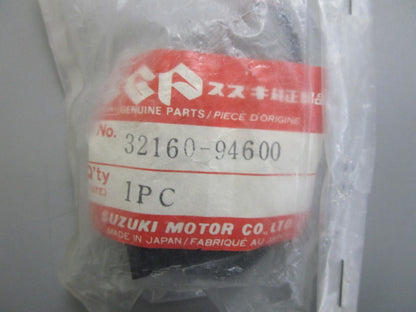 GP スズキ純正部品
GENUINE PARTS/PIECE D'ORIGINE
No. 32160-94600
Q'ty 1PC
SUZUKI MOTOR CO., LTD.
MADE IN JAPAN/FABRIQUÉ AU